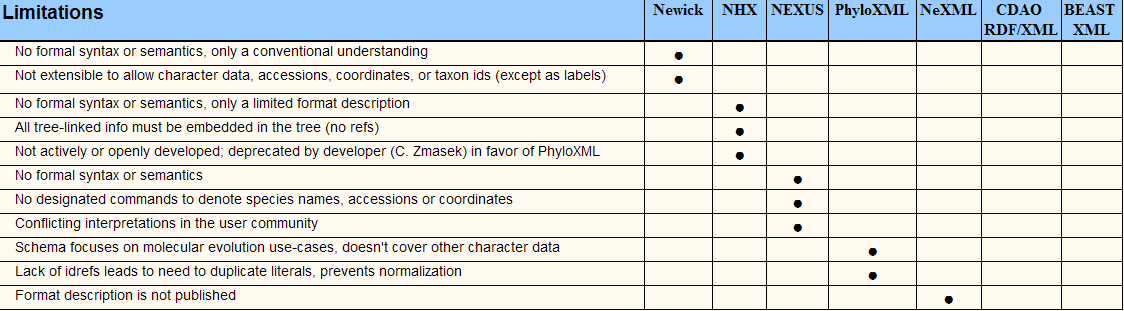 Limitations Newick NHX NEXUS PhyloXML NeXML CDAO RDF/XML BEAST XML
No formal syntax or semantics, only a conventional understanding ●
Not extensible to allow character data, accessions, coordinates, or taxon ids (except as labels) ●
No formal syntax or semantics, only a limited format description ●
All tree-linked info must be embedded in the tree (no refs) ●
Not actively or openly developed; deprecated by developer (C. Zmasek) in favor of PhyloXML ●
No formal syntax or semantics ●
No designated commands to denote species names, accessions or coordinates ●
Conflicting interpretations in the user community ●
Schema focuses on molecular evolution use-cases, doesn't cover other character data ●
Lack of idrefs leads to need to duplicate literals, prevents normalization ●
Format description is not published ●